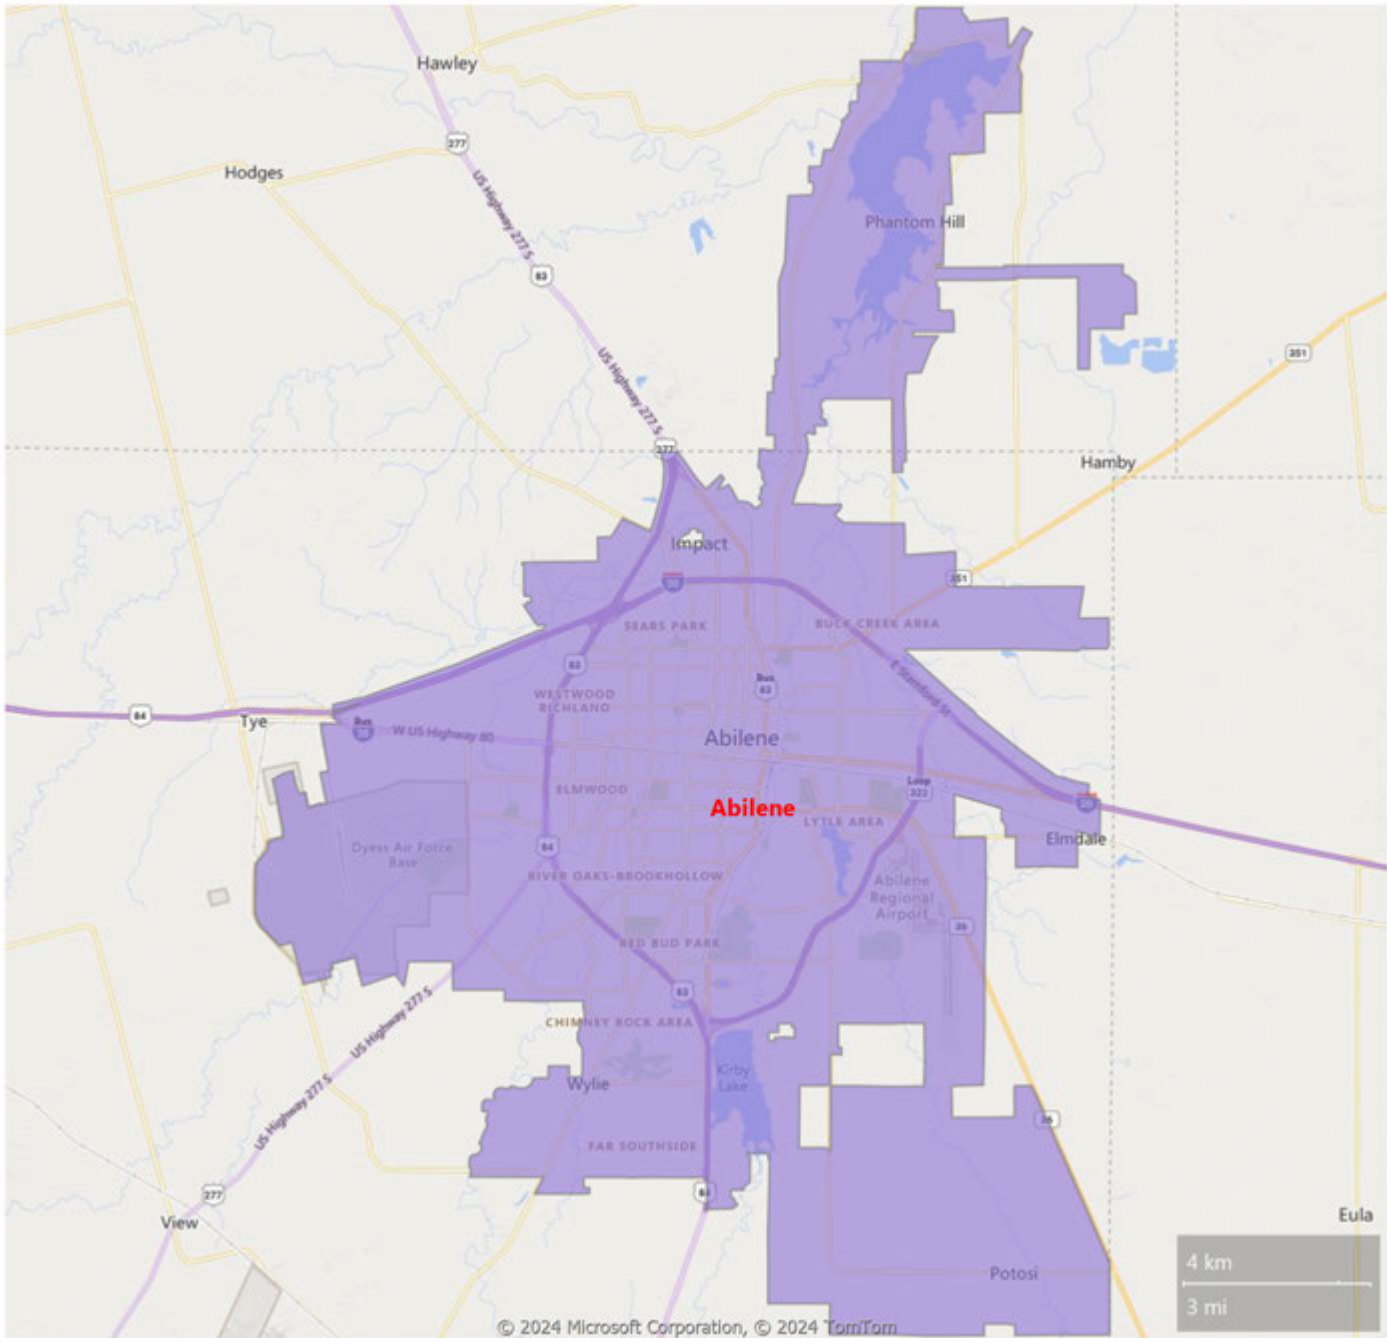 Hawley
277
Hodges
US Highway 277 S
Phantom Hill
83
351
US Highway 277 S
277
Hamby
Impact
20
351
SEARS PARK
BUCK CREEK AREA
83
E Stamford St
Bus
83
WESTWOOD
RICHLAND
84
Tye
Bus
20
W US Highway 80
Abilene
ELMWOOD
Loop
322
Abilene
20
LYTLE AREA
Elmdale
84
Dyess Air Force
Base
RIVER OAKS-BROOKHOLLOW
Abilene
Regional
Airport
36
RED BUD PARK
83
US Highway 277 S
CHIMNEY ROCK AREA
Kirby
Lake
Wylie
US Highway 277 S
36
FAR SOUTHSIDE
277
84
View
Eula
Potosi
4 km
3 mi
© 2024 Microsoft Corporation, © 2024 TomTom